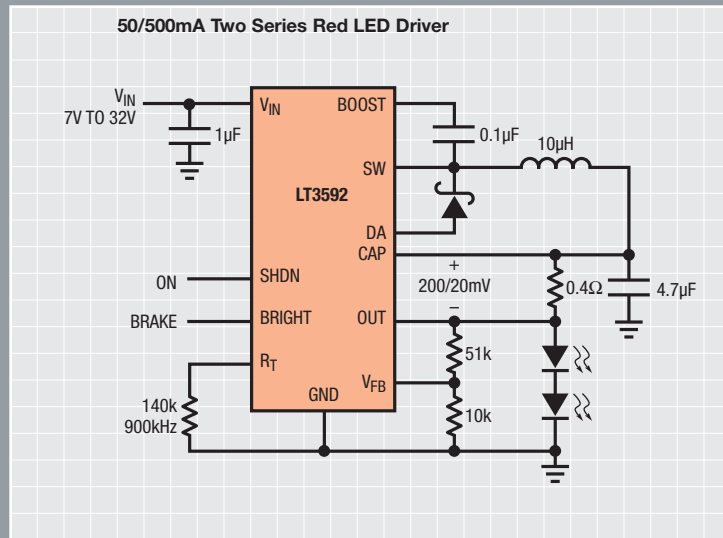 50/500mA Two Series Red LED Driver
VIN
7V TO 32V
1µF
VIN
BOOST
0.1µF
10µH
SW
LT3592
DA
CAP
+
200/20mV
–
0.4Ω
4.7µF
ON
SHDN
BRAKE
BRIGHT
OUT
51k
RT
VFB
10k
GND
140k
900kHz